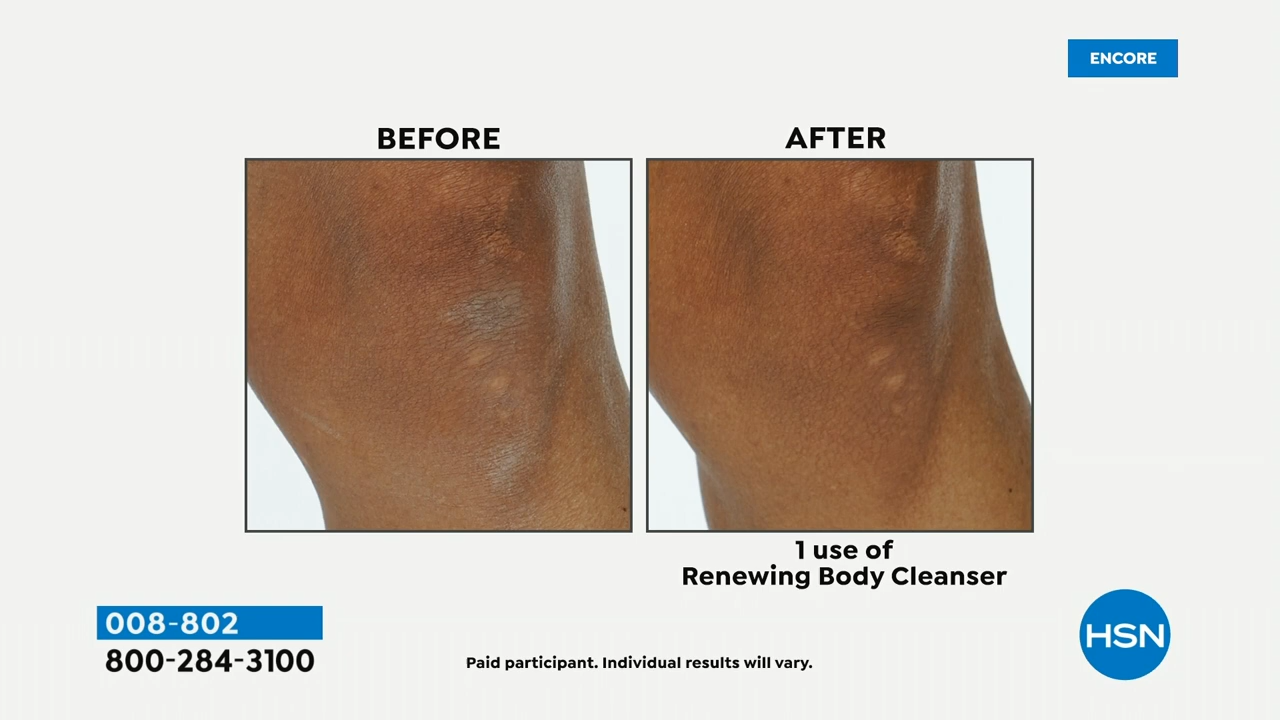 ENCORE
BEFORE
AFTER
1 use of
Renewing Body Cleanser
008-802
800-284-3100
Paid participant. Individual results will vary.
HSN